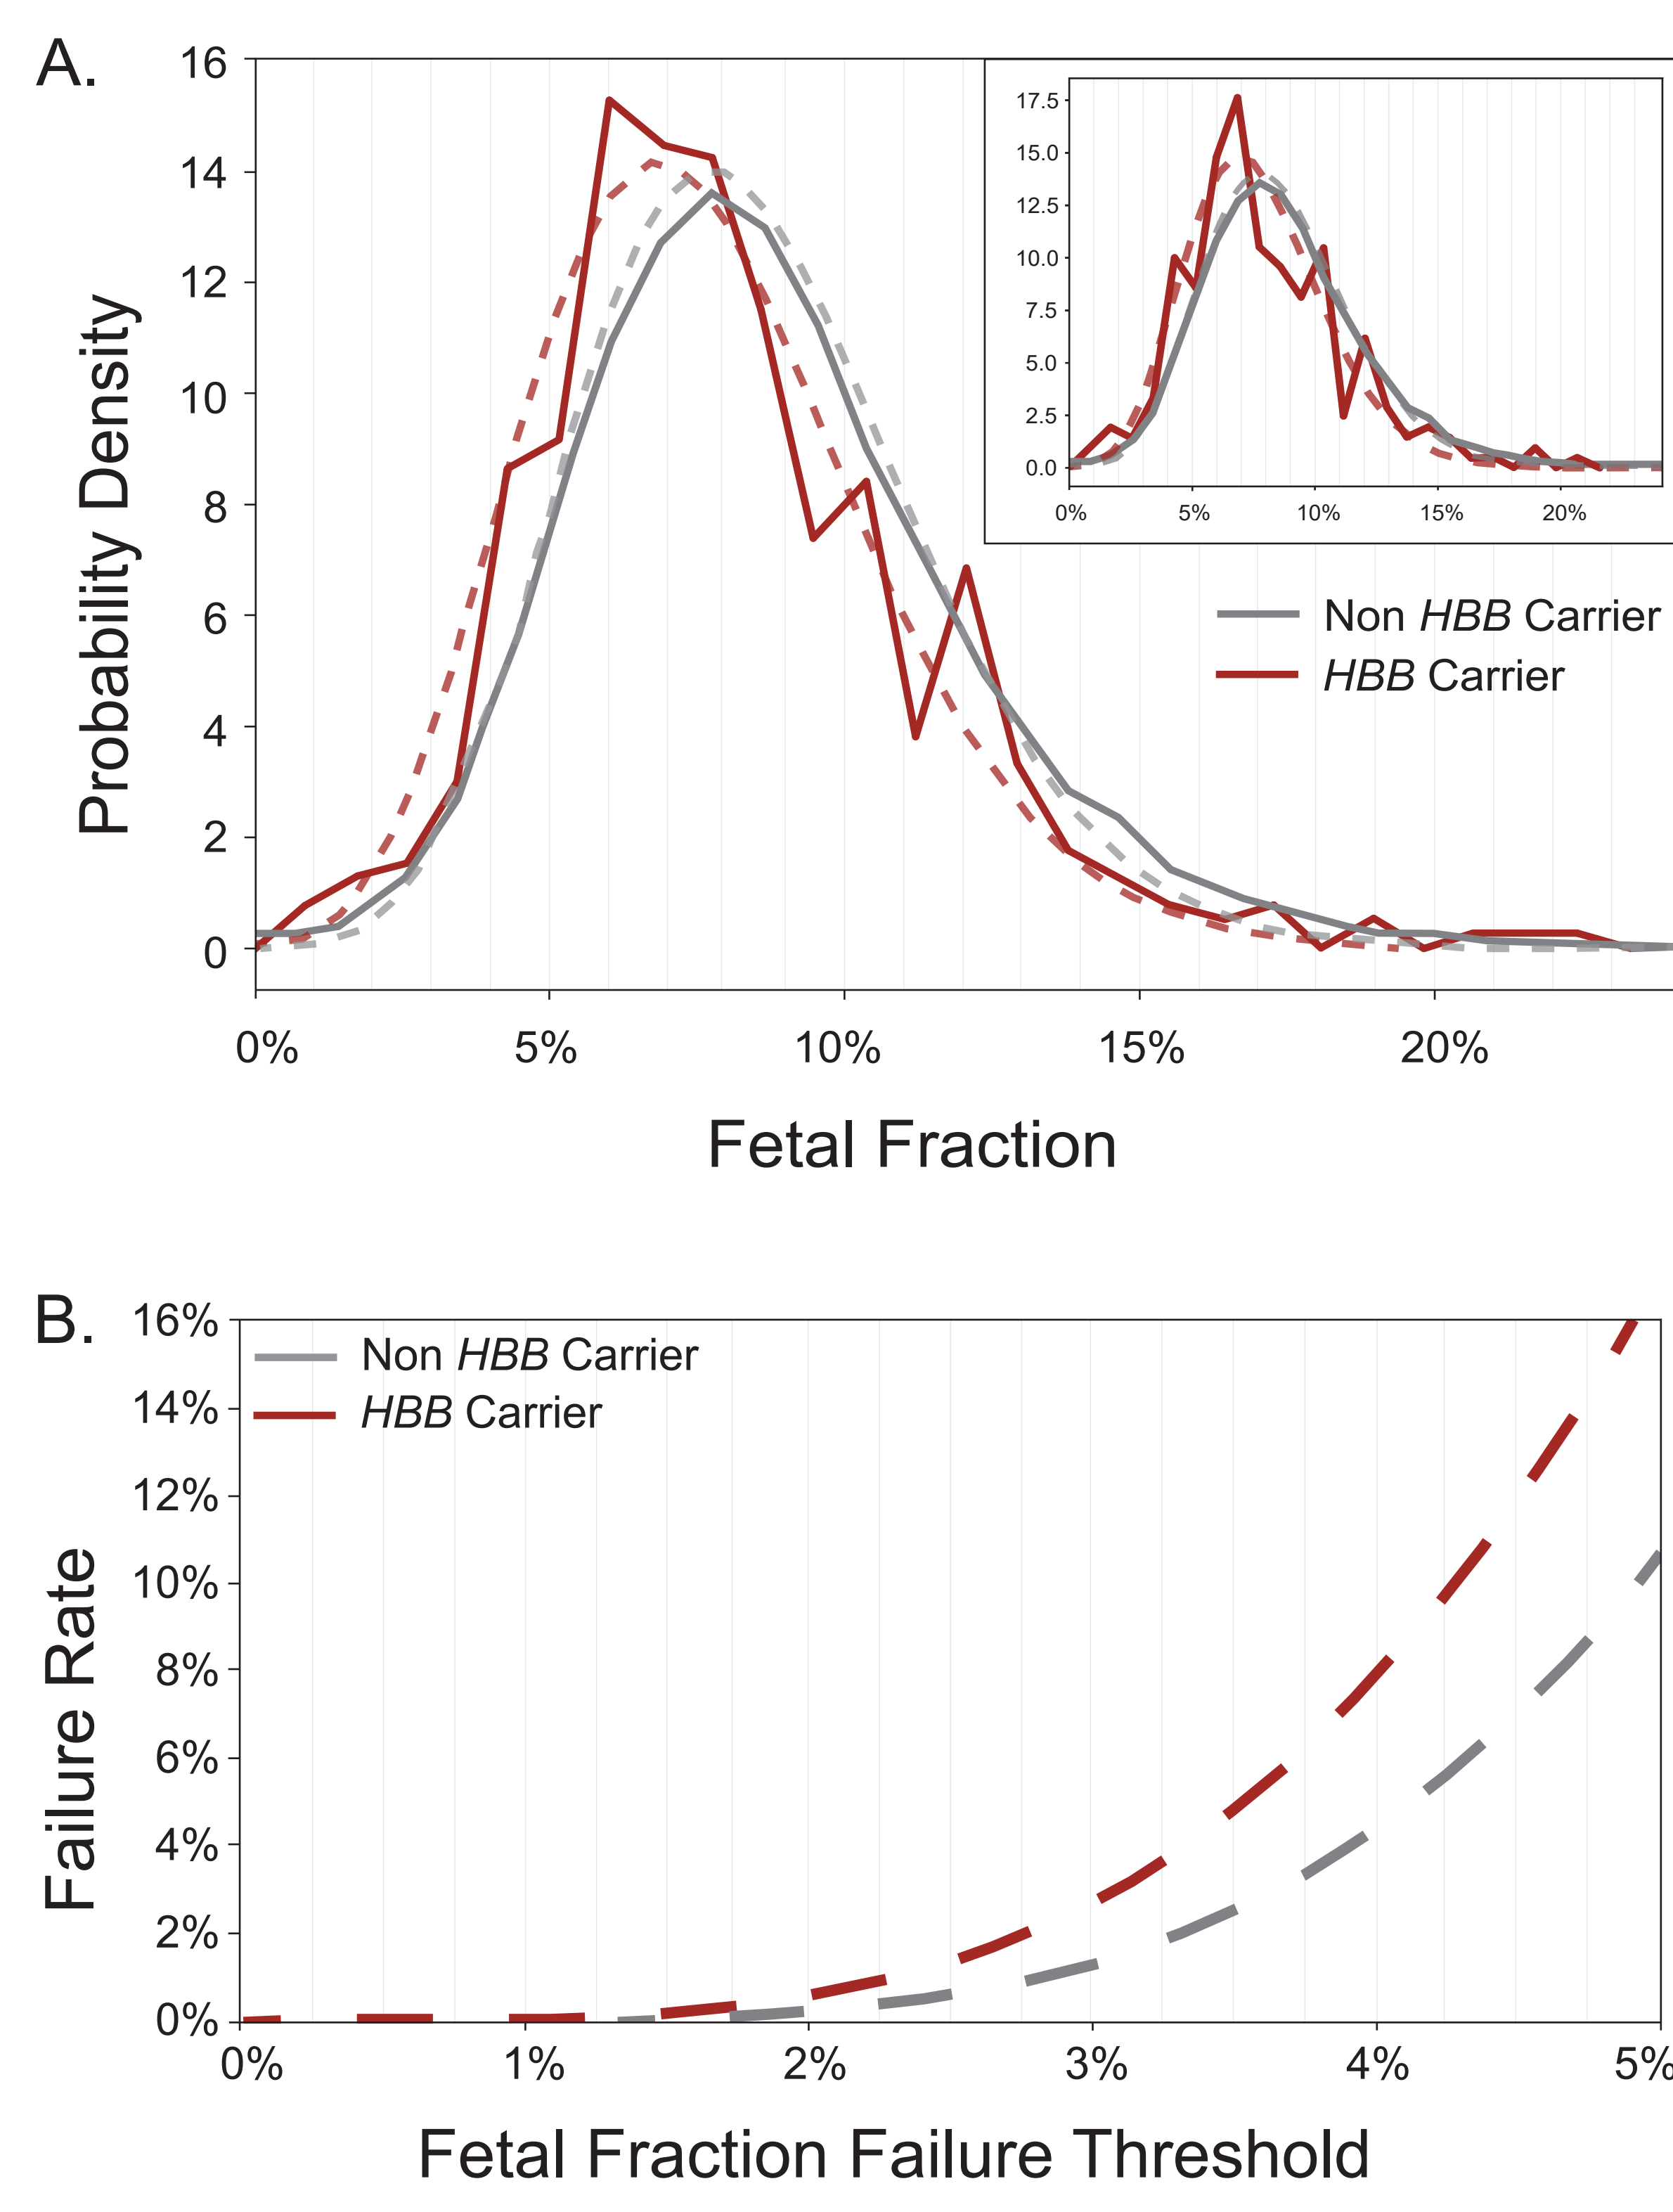 A.
16
14
12
10
8
6
4
2
0
Probability Density
0% 5% 10% 15% 20%
Fetal Fraction
17.5
15.0
12.5
10.0
7.5
5.0
2.5
0.0
0% 5% 10% 15% 20%
Non HBB Carrier
HBB Carrier
B.
16%
14%
12%
10%
8%
6%
4%
2%
0%
Failure Rate
Non HBB Carrier
HBB Carrier
0% 1% 2% 3% 4% 5%
Fetal Fraction Failure Threshold